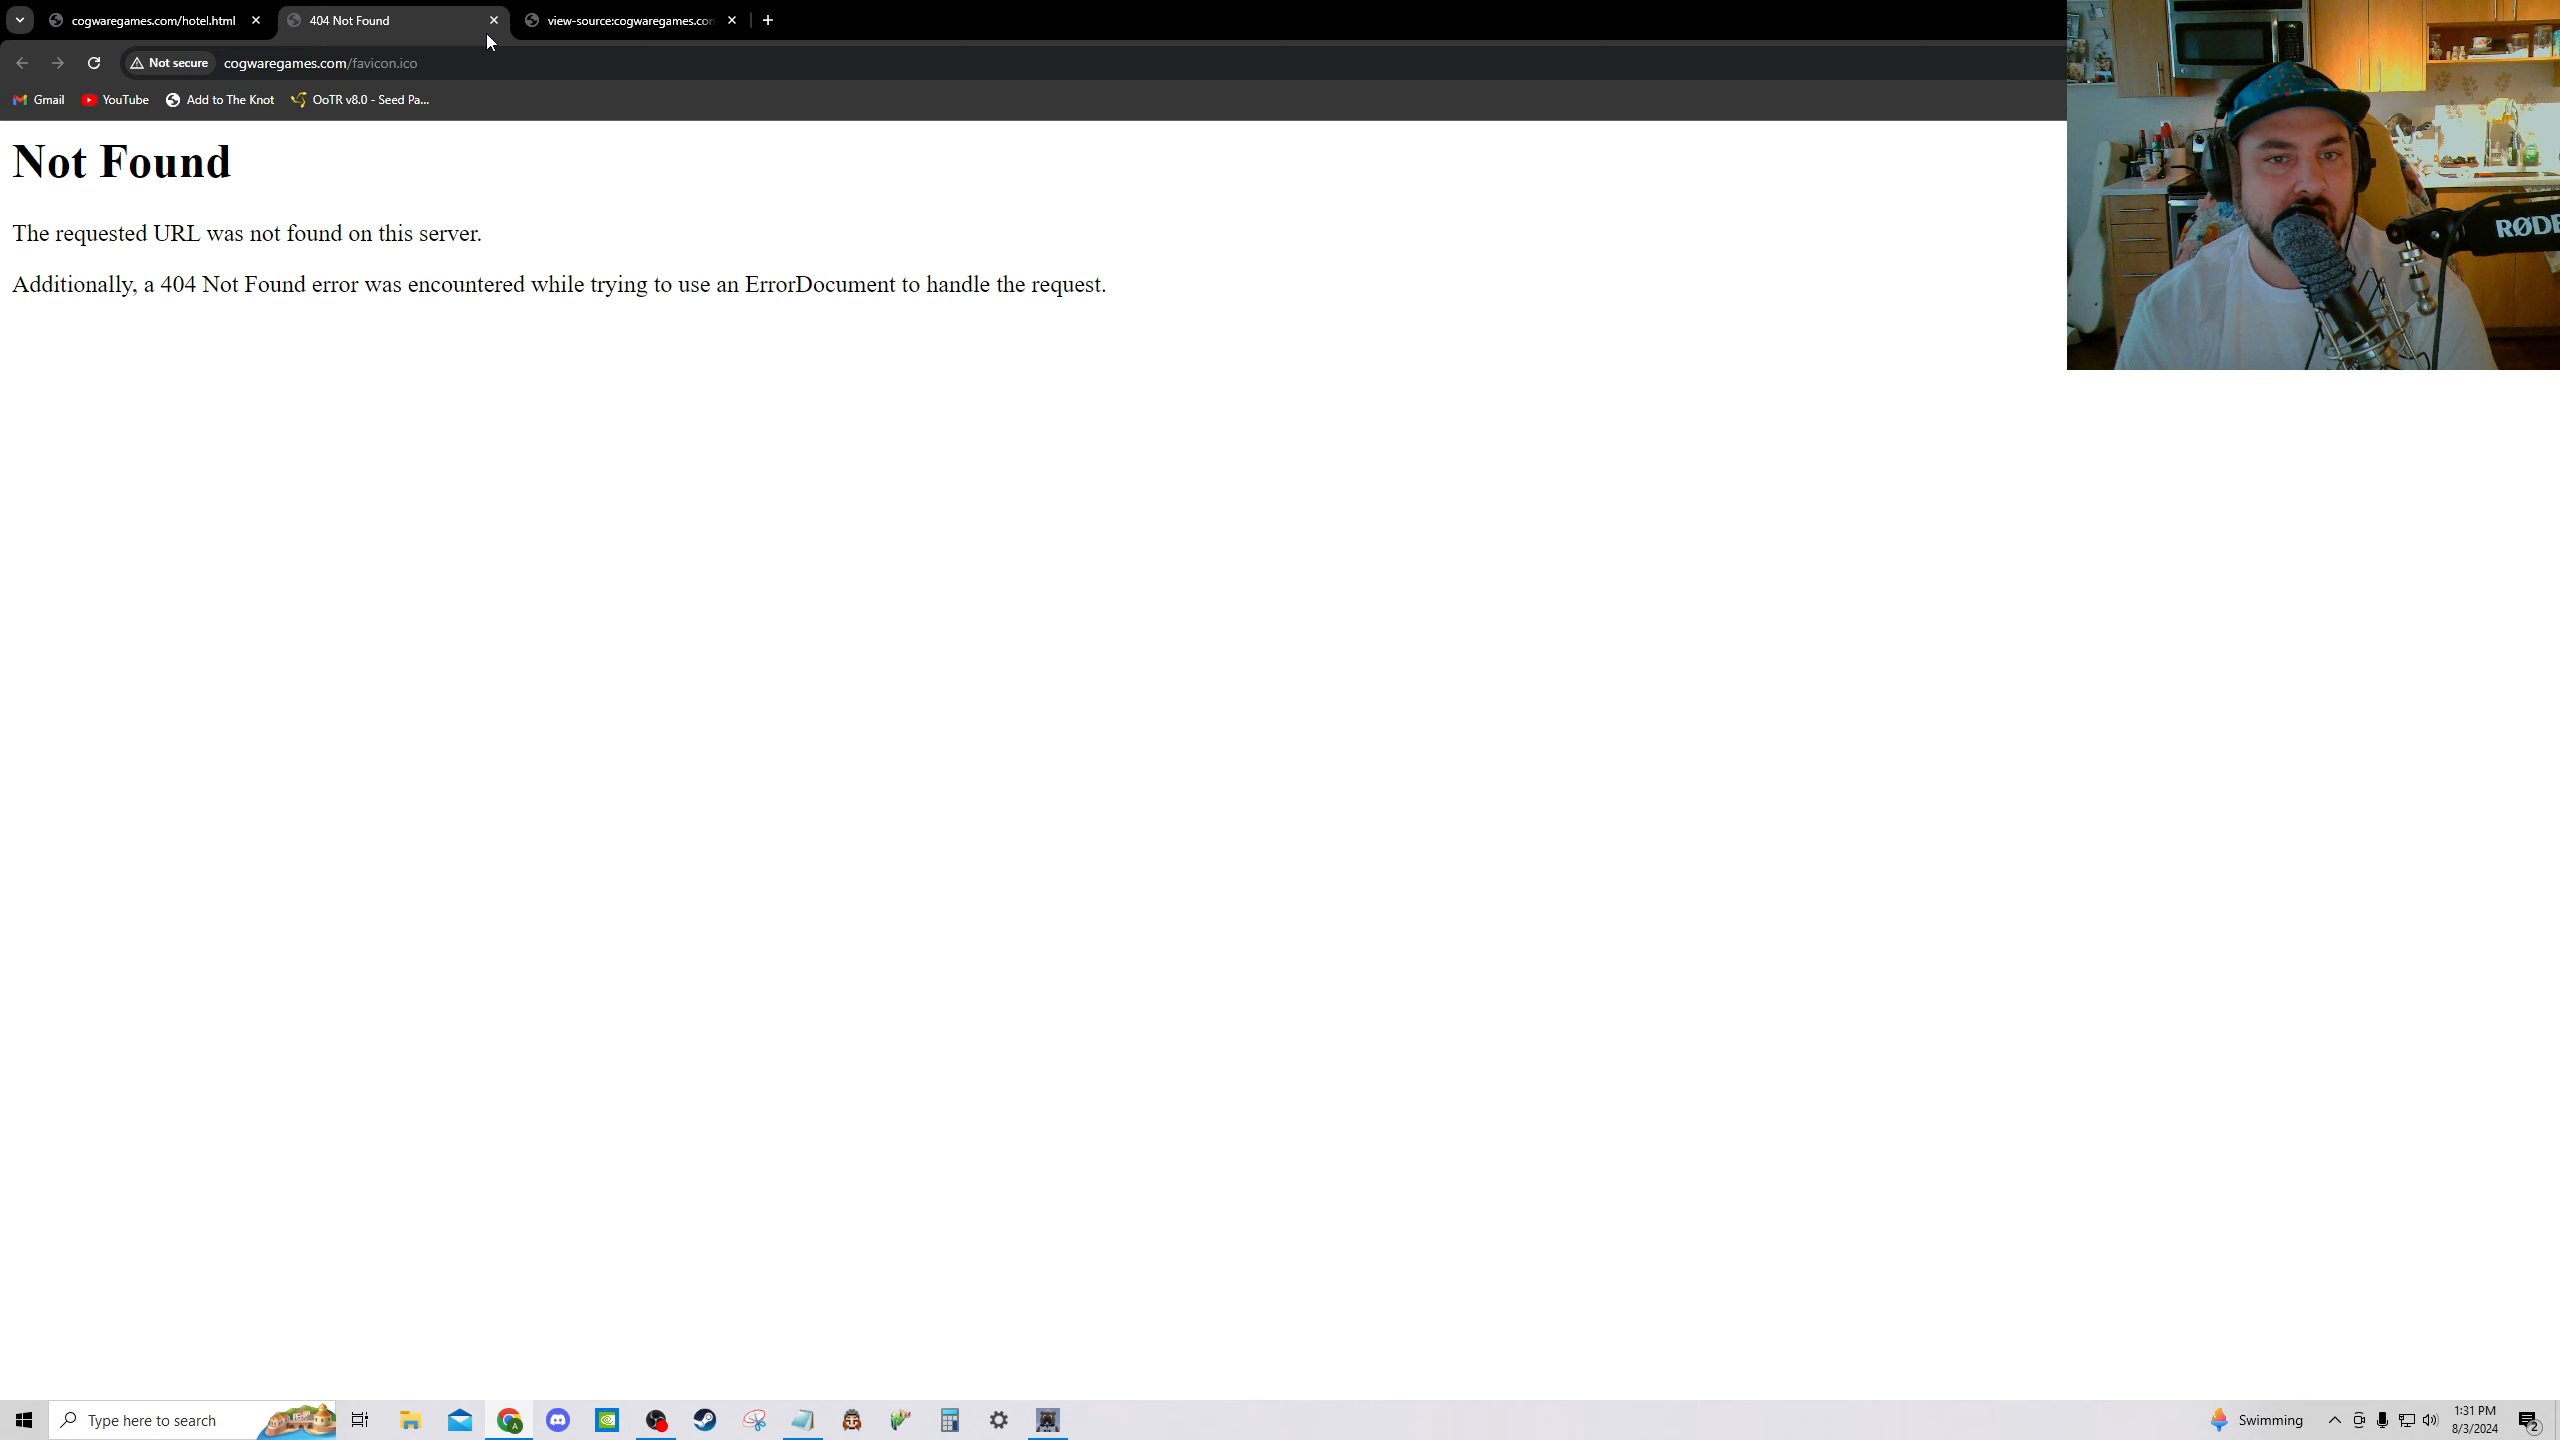 cogwaregames.com/hotel.html
404 Not Found
view-source:cogwaregames.con
Not secure
cogwaregames.com/favicon.ico
Gmail
YouTube
Add to The Knot
OoTR v8.0 - Seed Pa...
Not Found
The requested URL was not found on this server.
Additionally, a 404 Not Found error was encountered while trying to use an ErrorDocument to handle the request.
RØDE
Type here to search
A
Swimming
1:31 PM
8/3/2024
2